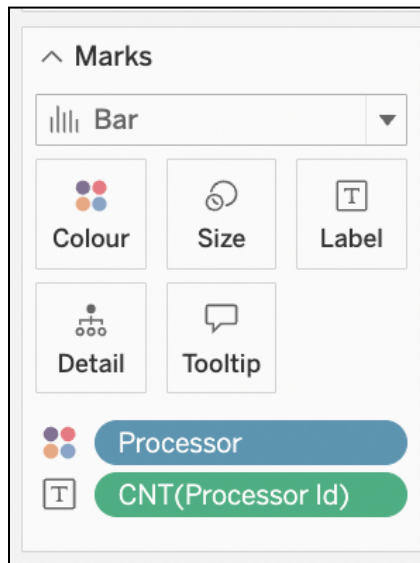 Marks
Bar
Colour Size Label
Detail Tooltip
Processor
T CNT(Processor Id)